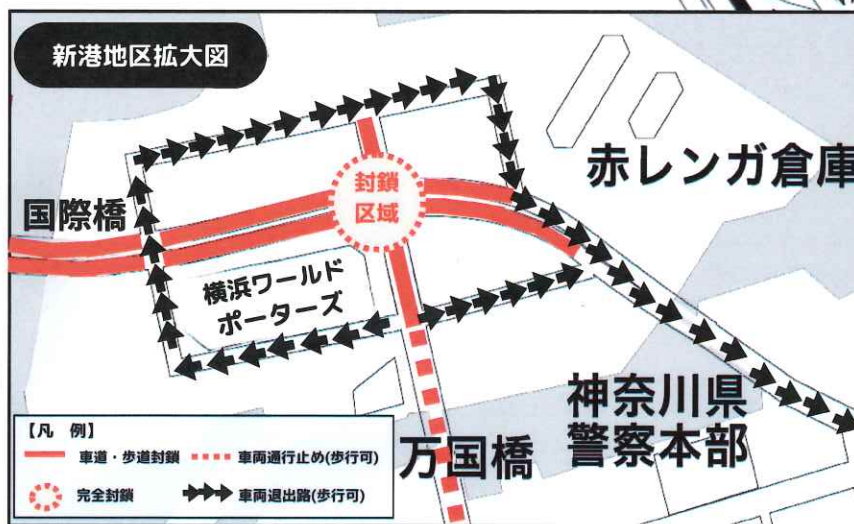 新港地区拡大図
封鎖
区域
赤レンガ倉庫
国際橋
横浜ワールド
ポーターズ
神奈川県
警察本部
万国橋
【凡 例】
車道・歩道封鎖
車両通行止め(歩行可)
完全封鎖
車両退出路(歩行可)